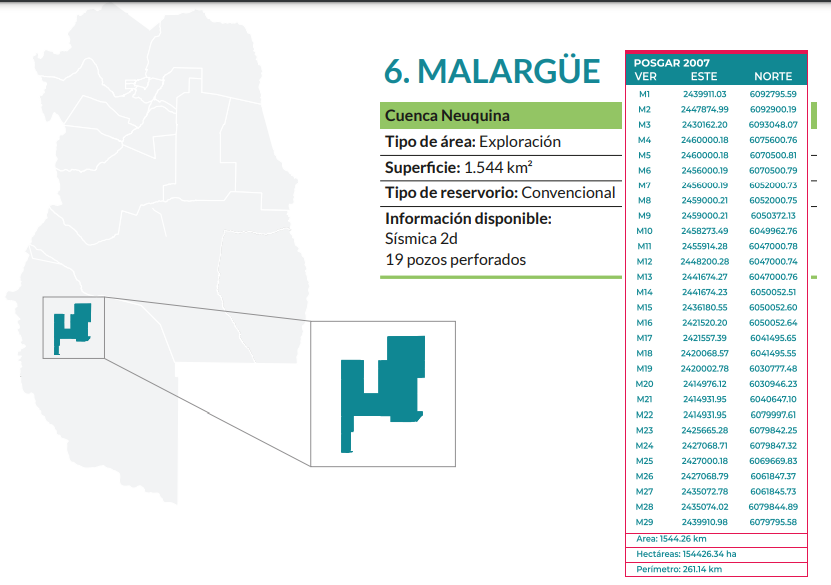 6. MALARGÜE
Cuenca Neuquina
Tipo de área: Exploración
Superficie: 1.544 km²
Tipo de reservorio: Convencional
Información disponible:
Sísmica 2d
19 pozos perforados
POSGAR 2007
VER ESTE NORTE
M1 2439911.03 6092795.59
M2 2447874.99 6092900.19
M3 2430162.20 6093048.07
M4 2460000.18 6075600.76
M5 2460000.18 6070500.81
M6 2456000.19 6070500.79
M7 2456000.19 6052000.73
M8 2459000.21 6052000.75
M9 2459000.21 6050372.13
M10 2458273.49 6049962.76
M11 2455914.28 6047000.78
M12 2448200.28 6047000.74
M13 2441674.27 6047000.76
M14 2441674.23 6050052.51
M15 2436180.55 6050052.60
M16 2421520.20 6050052.64
M17 2421557.39 6041495.65
M18 2420068.57 6041495.55
M19 2420002.78 6030777.48
M20 2414976.12 6030946.23
M21 2414931.95 6040647.10
M22 2414931.95 6079997.61
M23 2425665.28 6079842.25
M24 2427068.71 6079847.32
M25 2427000.18 6069669.83
M26 2427068.79 6061847.37
M27 2435072.78 6061845.73
M28 2435074.02 6079844.89
M29 2439910.98 6079795.58
Area: 1544.26 km
Hectáreas: 154426.34 ha
Perímetro: 261.14 km